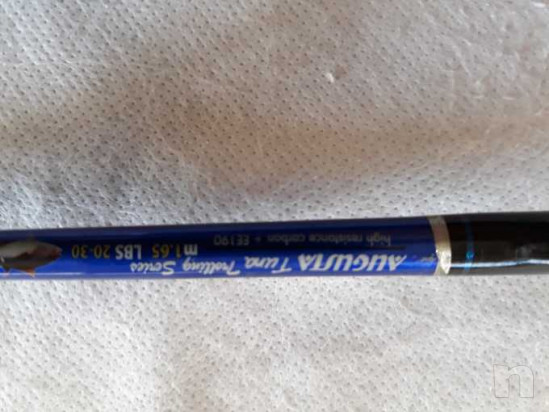 AUGUSTA Tuna Trolling Series
high resistance carbon + EE190
m1.65 LBS 20-30
n